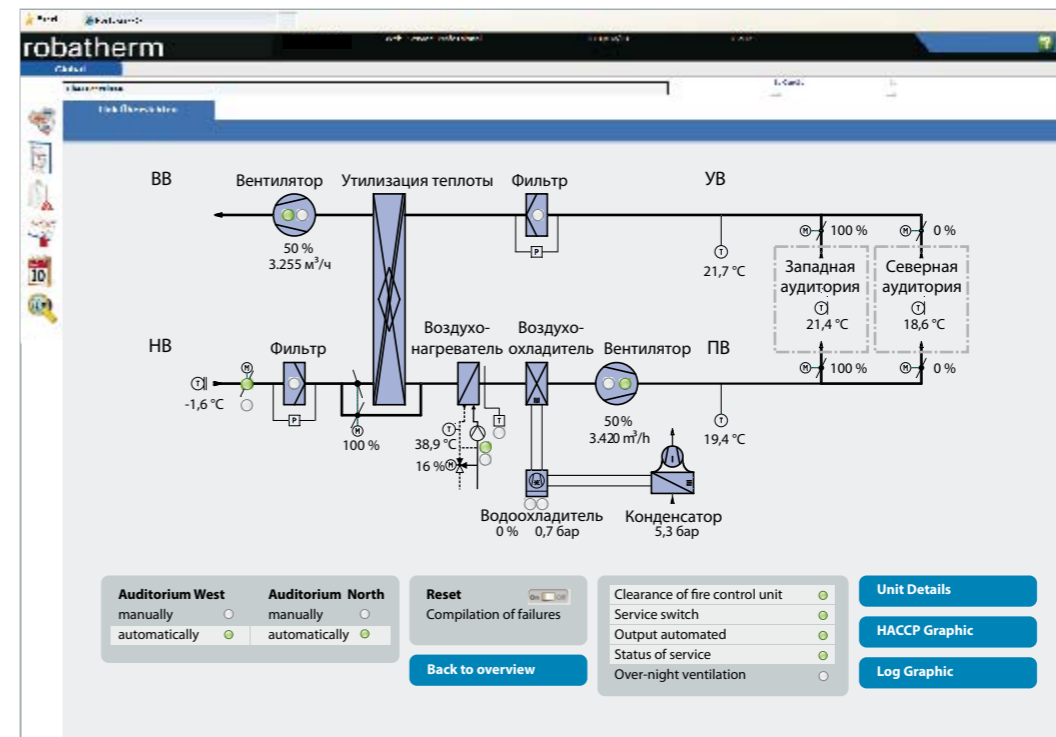 robatherm
Global
ВВ
Вентилятор
Утилизация теплоты
Фильтр
УВ
50 %
3.255 м³/ч
P
T
21,7 °C
M
100 %
M
0 %
Западная
аудитория
T
21,4 °C
Северная
аудитория
T
18,6 °C
НВ
Фильтр
Воздухо-
нагреватель
Воздухо-
охладитель
Вентилятор
ПВ
M
100 %
M
0 %
T
-1,6 °C
M
P
M
100 %
T
38,9 °C
16 %
M
T
50%
3.420 m³/h
T
19,4 °C
Водоохладитель
0 % 0,7 бар
Конденсатор
5,3 бар
Auditorium West
Auditorium North
manually
manually
automatically
automatically
Reset
On
Off
Compilation of failures
Back to overview
Clearance of fire control unit
Service switch
Output automated
Status of service
Over-night ventilation
Unit Details
HACCP Graphic
Log Graphic
10